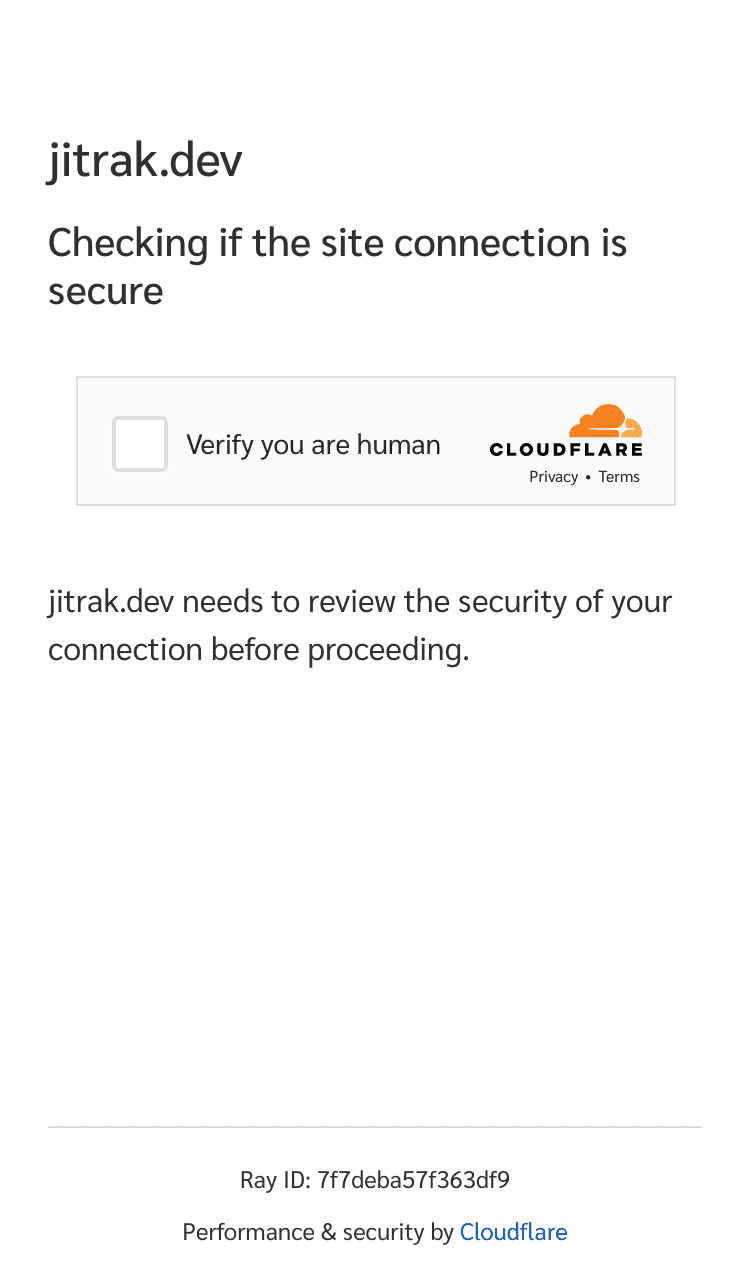 jitrak.dev
Checking if the site connection is
secure
Verify you are human
CLOUDFLARE
Privacy • Terms
jitrak.dev needs to review the security of your
connection before proceeding.
Ray ID: 7f7deba57f363df9
Performance & security by Cloudflare